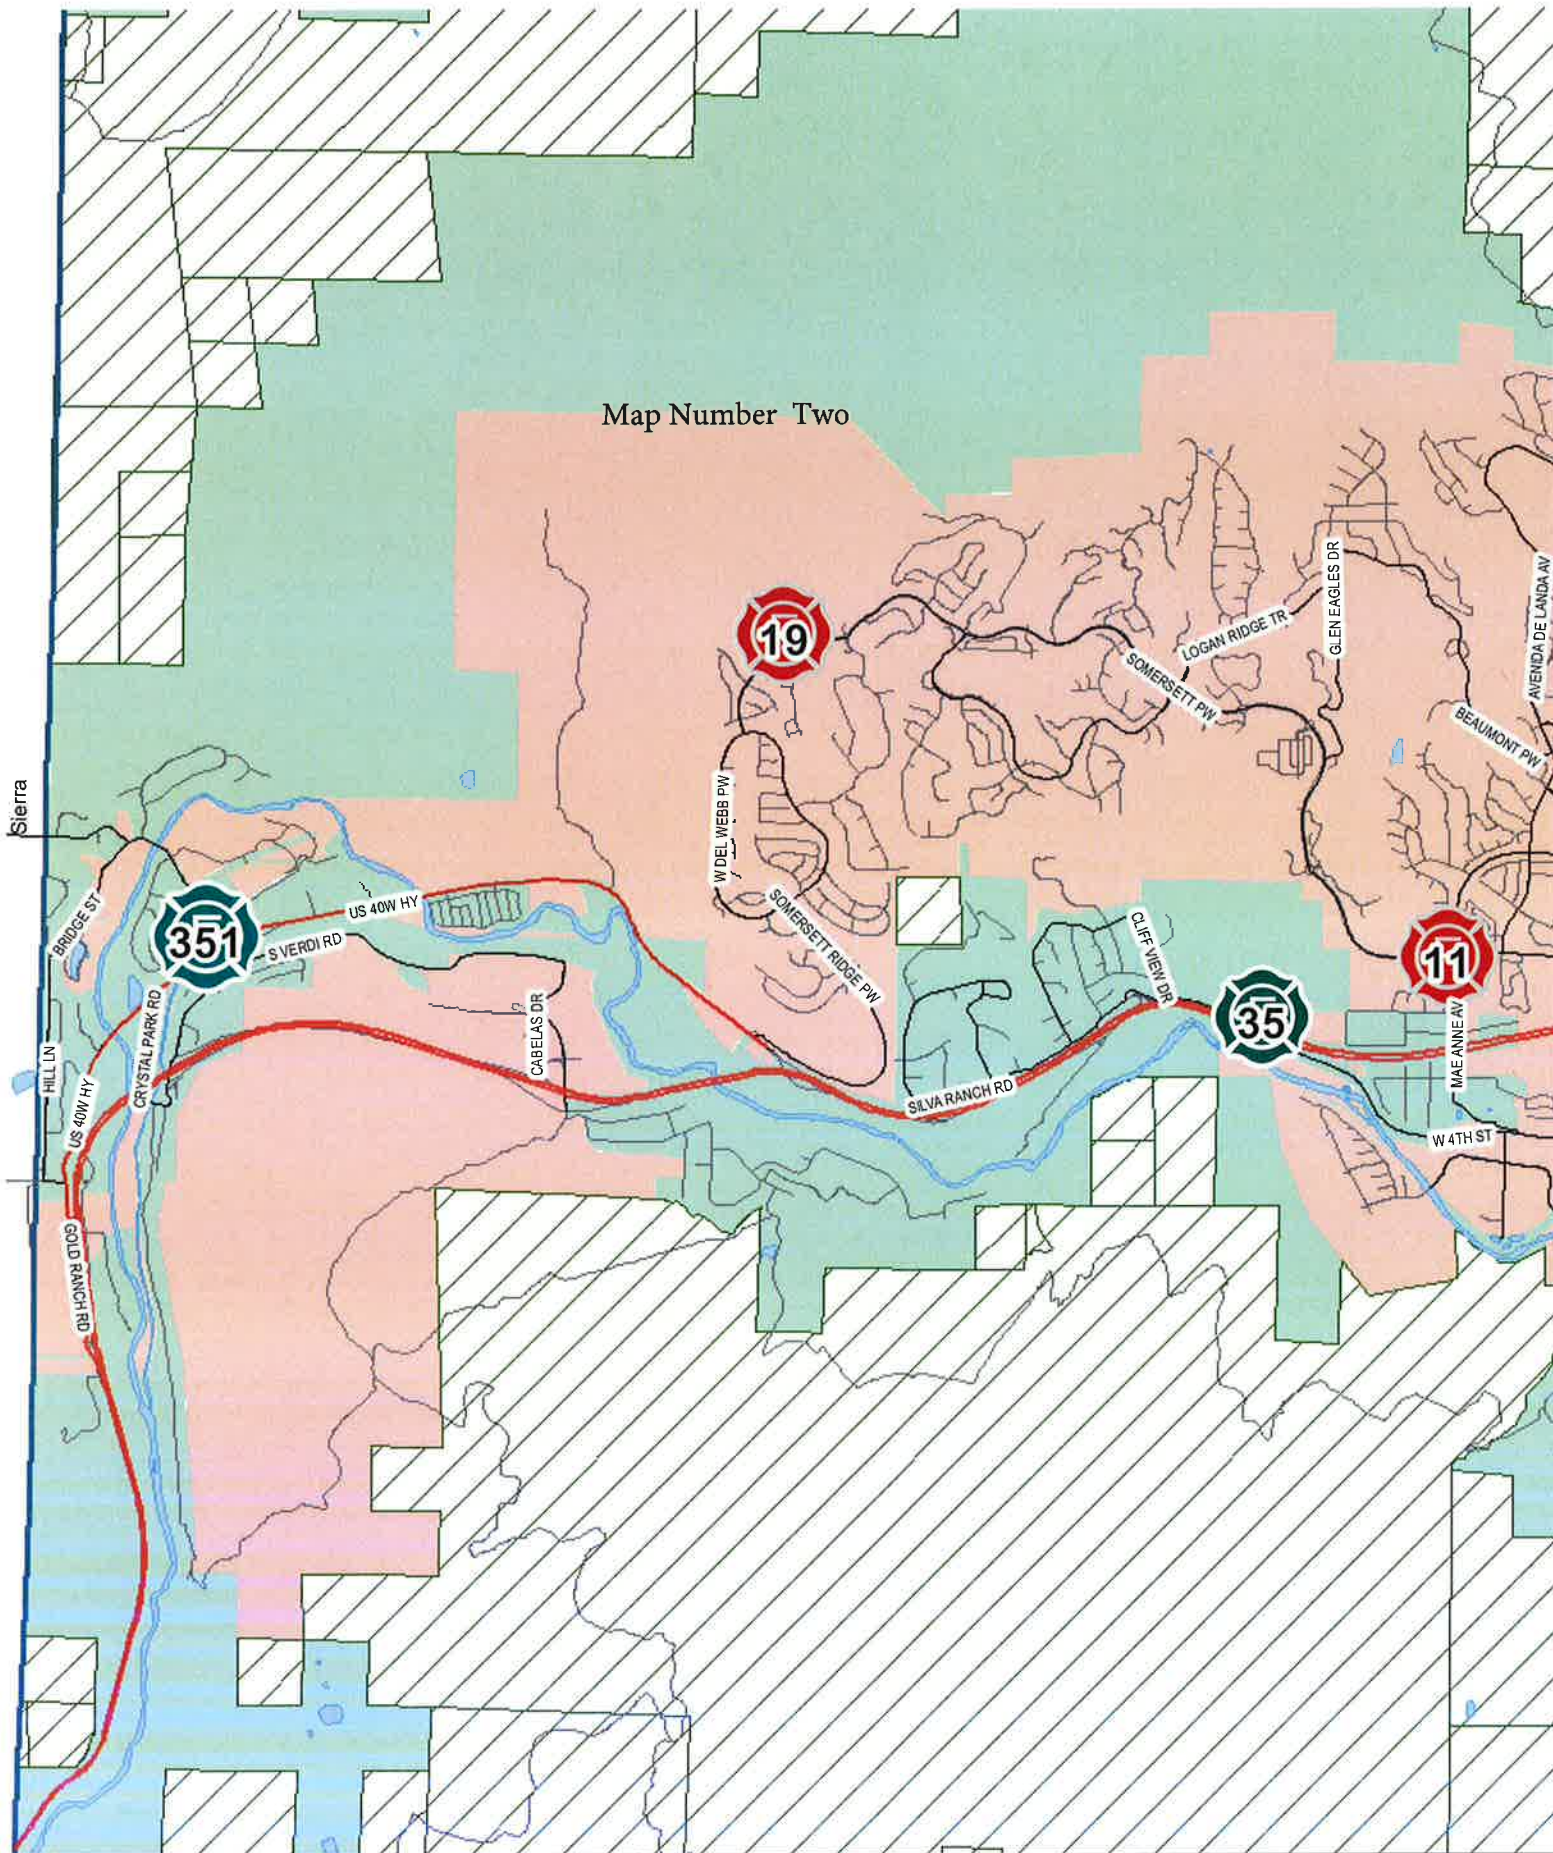 Map Number  Two
19
GLEN EAGLES DR
LOGAN RIDGE TR
AVENIDA DE LANDA AV
SOMERSETT PW
BEAUMONT PW
Sierra
W DEL WEBB PW
US 40W HY
BRIDGE ST
351
S VERDI RD
SOMERSETT RIDGE PW
CLIFF VIEW DR
11
35
CRYSTAL PARK RD
CABELAS DR
HILL LN
MAE ANNE AV
US 40W HY
SILVA RANCH RD
W 4TH ST
GOLD RANCH RD